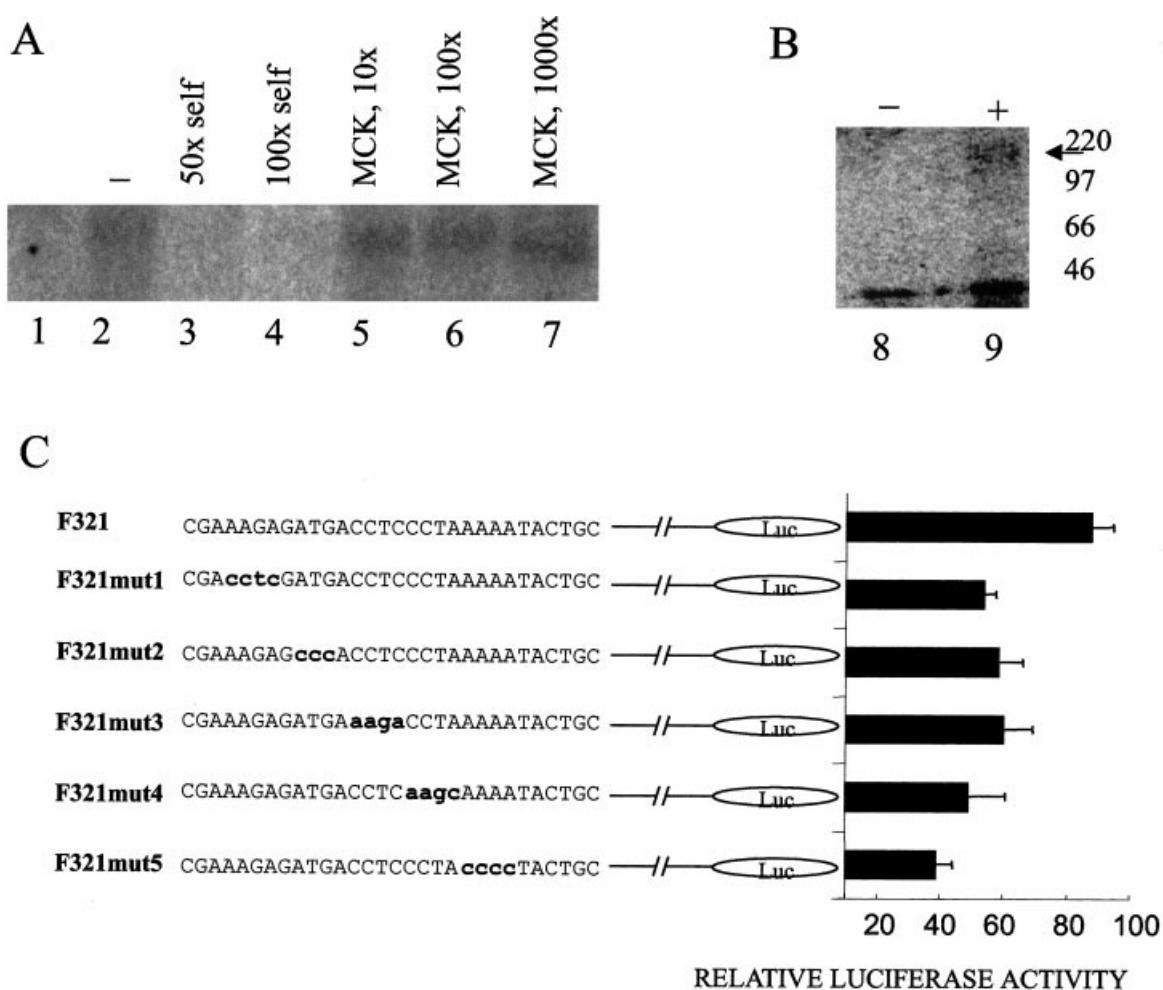 A
–
50x self
100x self
MCK, 10x
MCK, 100x
MCK, 1000x
1 2 3 4 5 6 7
B
– +
220
97
66
46
8 9
C
F321 CGAAAGAGATGACCTCCCTAAAAATACTGC Luc
F321mut1 CGAcctcGATGACCTCCCTAAAAATACTGC Luc
F321mut2 CGAAAGAGcccACCTCCCTAAAAATACTGC Luc
F321mut3 CGAAAGAGATGAaagaCCTAAAAATACTGC Luc
F321mut4 CGAAAGAGATGACCTCaagcAAAATACTGC Luc
F321mut5 CGAAAGAGATGACCTCCCTAccccTACTGC Luc
20 40 60 80 100
RELATIVE LUCIFERASE ACTIVITY